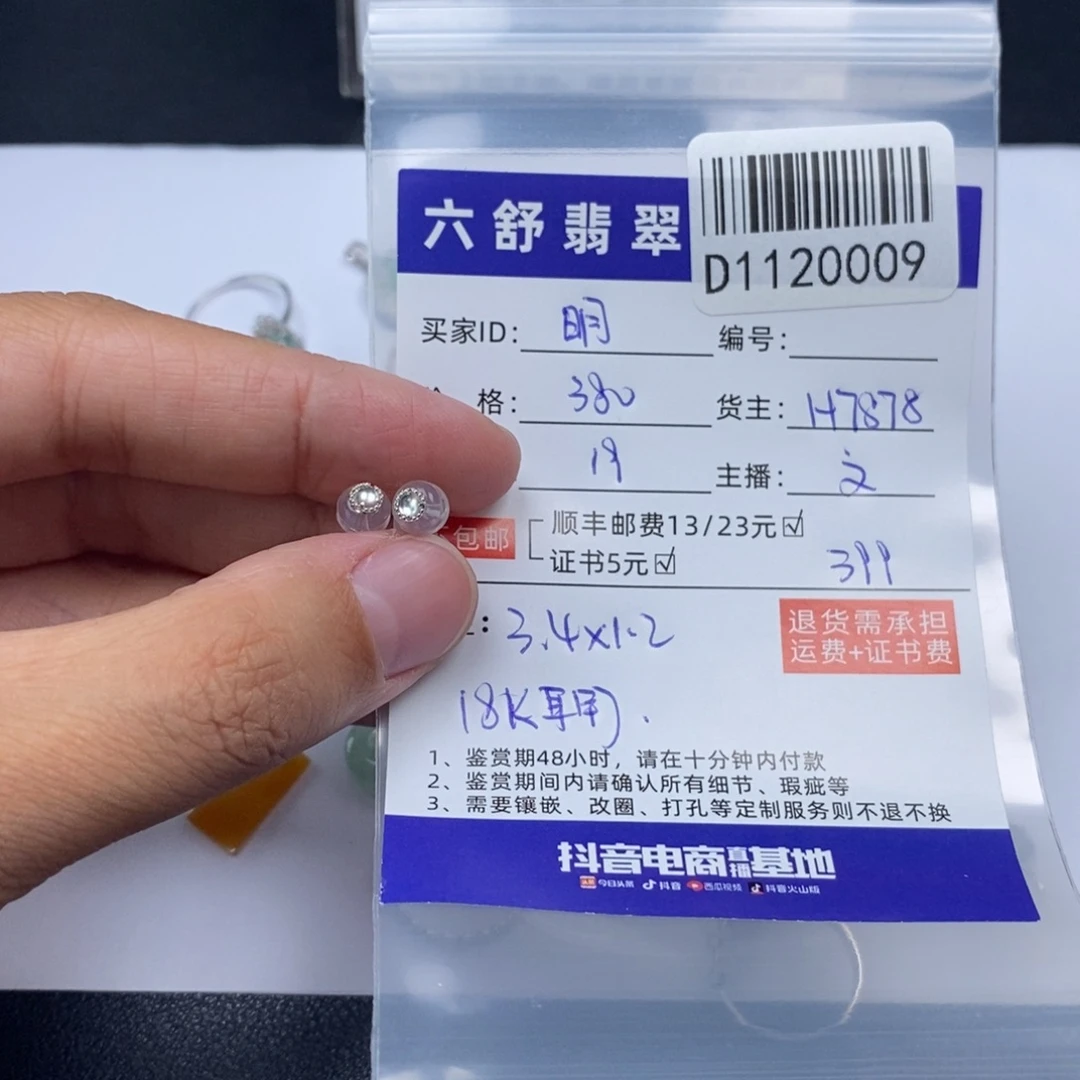 六舒翡翠
D1120009
买家ID: 明 编号:
格: 380 货主: H7878
19 主播: 文
包邮 顺丰邮费13/23元☑
证书5元☑ 399
: 3.4x1.2
退货需承担
运费+证书费
18K耳
1、鉴赏期48小时，请在十分钟内付款
2、鉴赏期间内请确认所有细节、瑕疵等
3、需要镶嵌、改圈、打孔等定制服务则不退不换
抖音电商直播基地
今日头条 抖音 西瓜视频 抖音火山版